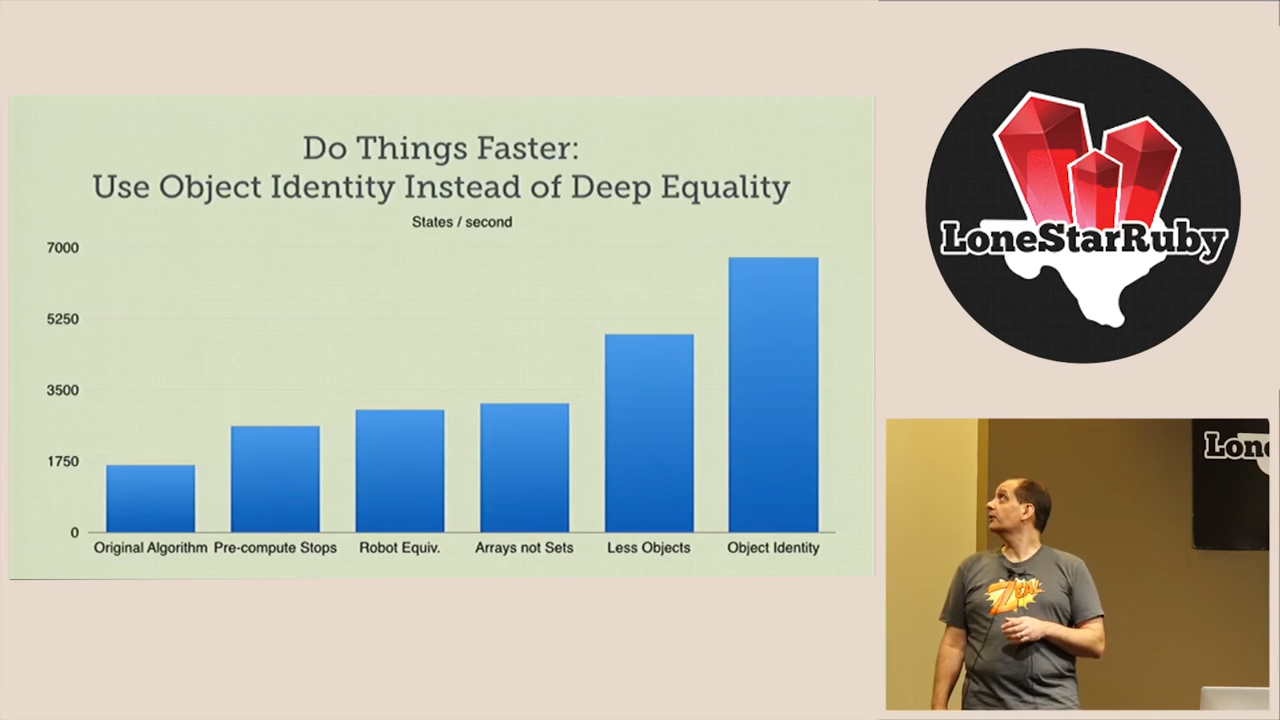 Do Things Faster:
Use Object Identity Instead of Deep Equality
States / second
7000
5250
3500
1750
0
Original Algorithm
Pre-compute Stops
Robot Equiv.
Arrays not Sets
Less Objects
Object Identity
LoneStarRuby
Lone
ZEAL